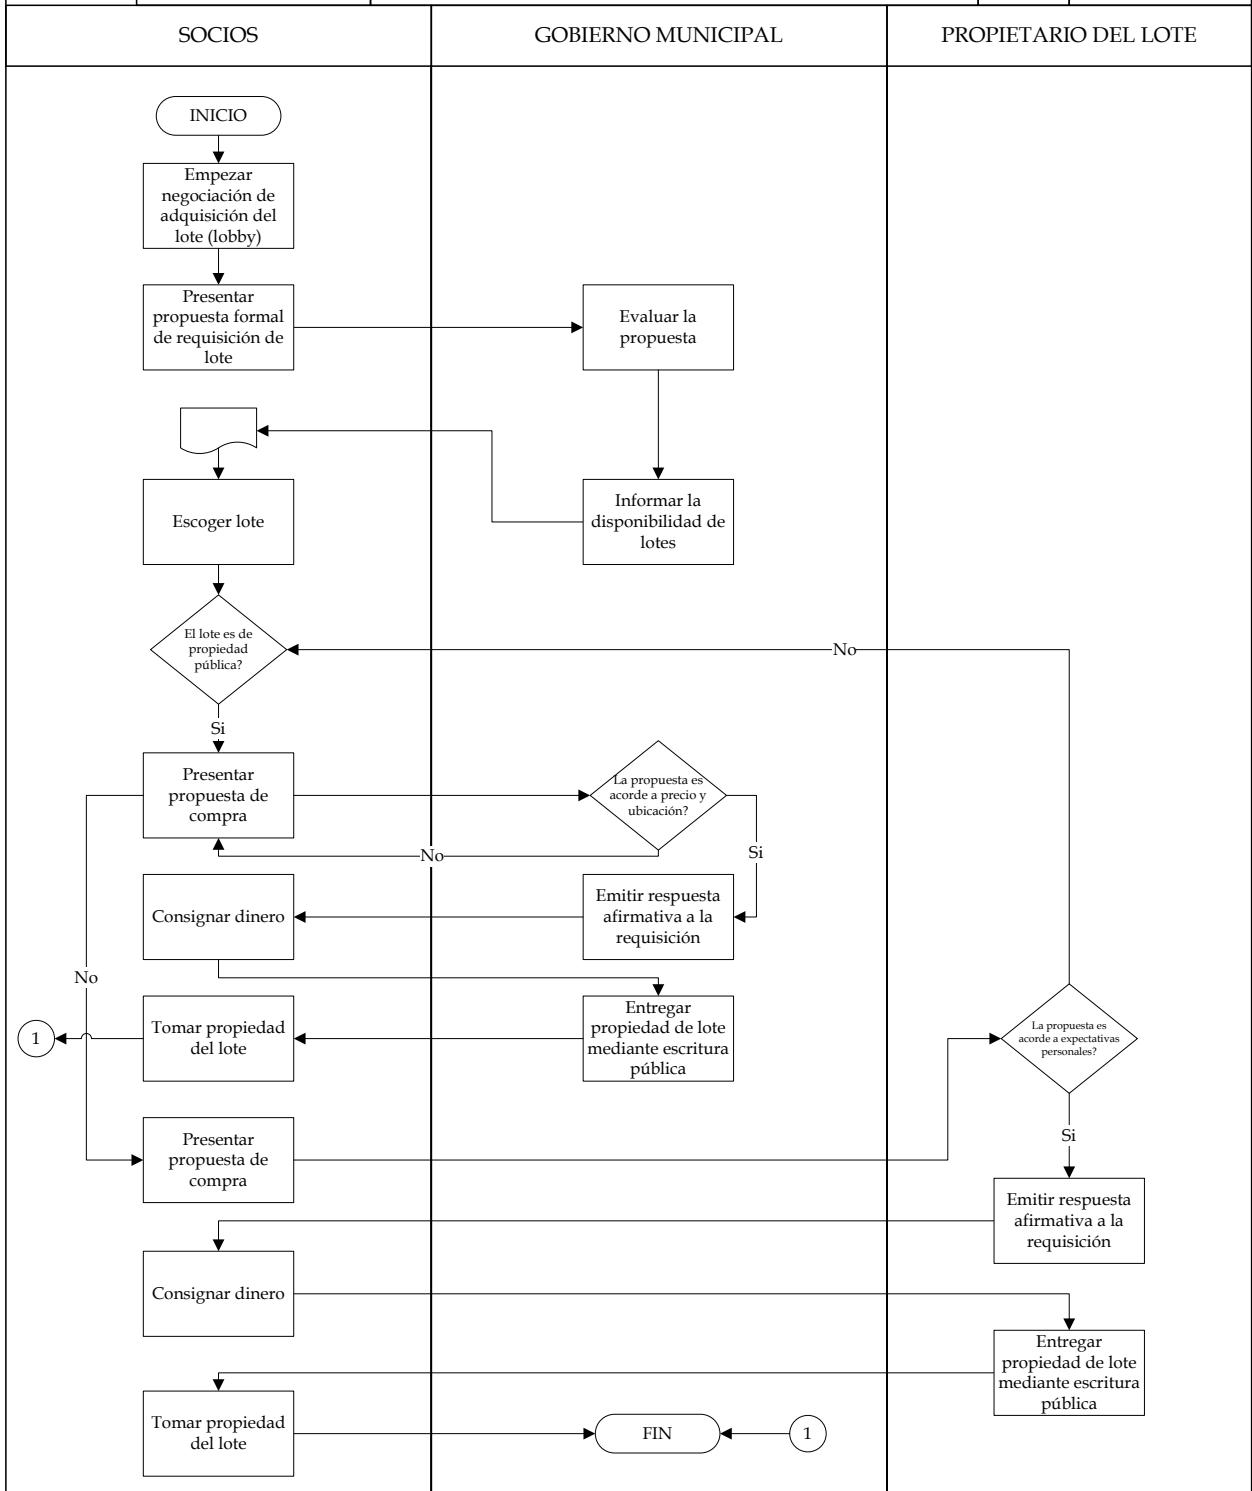 SOCIOS
GOBIERNO MUNICIPAL
PROPIETARIO DEL LOTE
INICIO
Empezar
negociación de
adquisición del
lote (lobby)
Presentar
propuesta formal
de requisición de
lote
Evaluar la
propuesta
Informar la
disponibilidad de
lotes
Escoger lote
El lote es de
propiedad
pública?
No
Si
Presentar
propuesta de
compra
La propuesta es
acorde a precio y
ubicación?
No
Si
Consignar dinero
Emitir respuesta
afirmativa a la
requisición
No
1
Tomar propiedad
del lote
Entregar
propiedad de lote
mediante escritura
pública
La propuesta es
acorde a expectativas
personales?
Si
Presentar
propuesta de
compra
Emitir respuesta
afirmativa a la
requisición
Consignar dinero
Entregar
propiedad de lote
mediante escritura
pública
Tomar propiedad
del lote
FIN
1